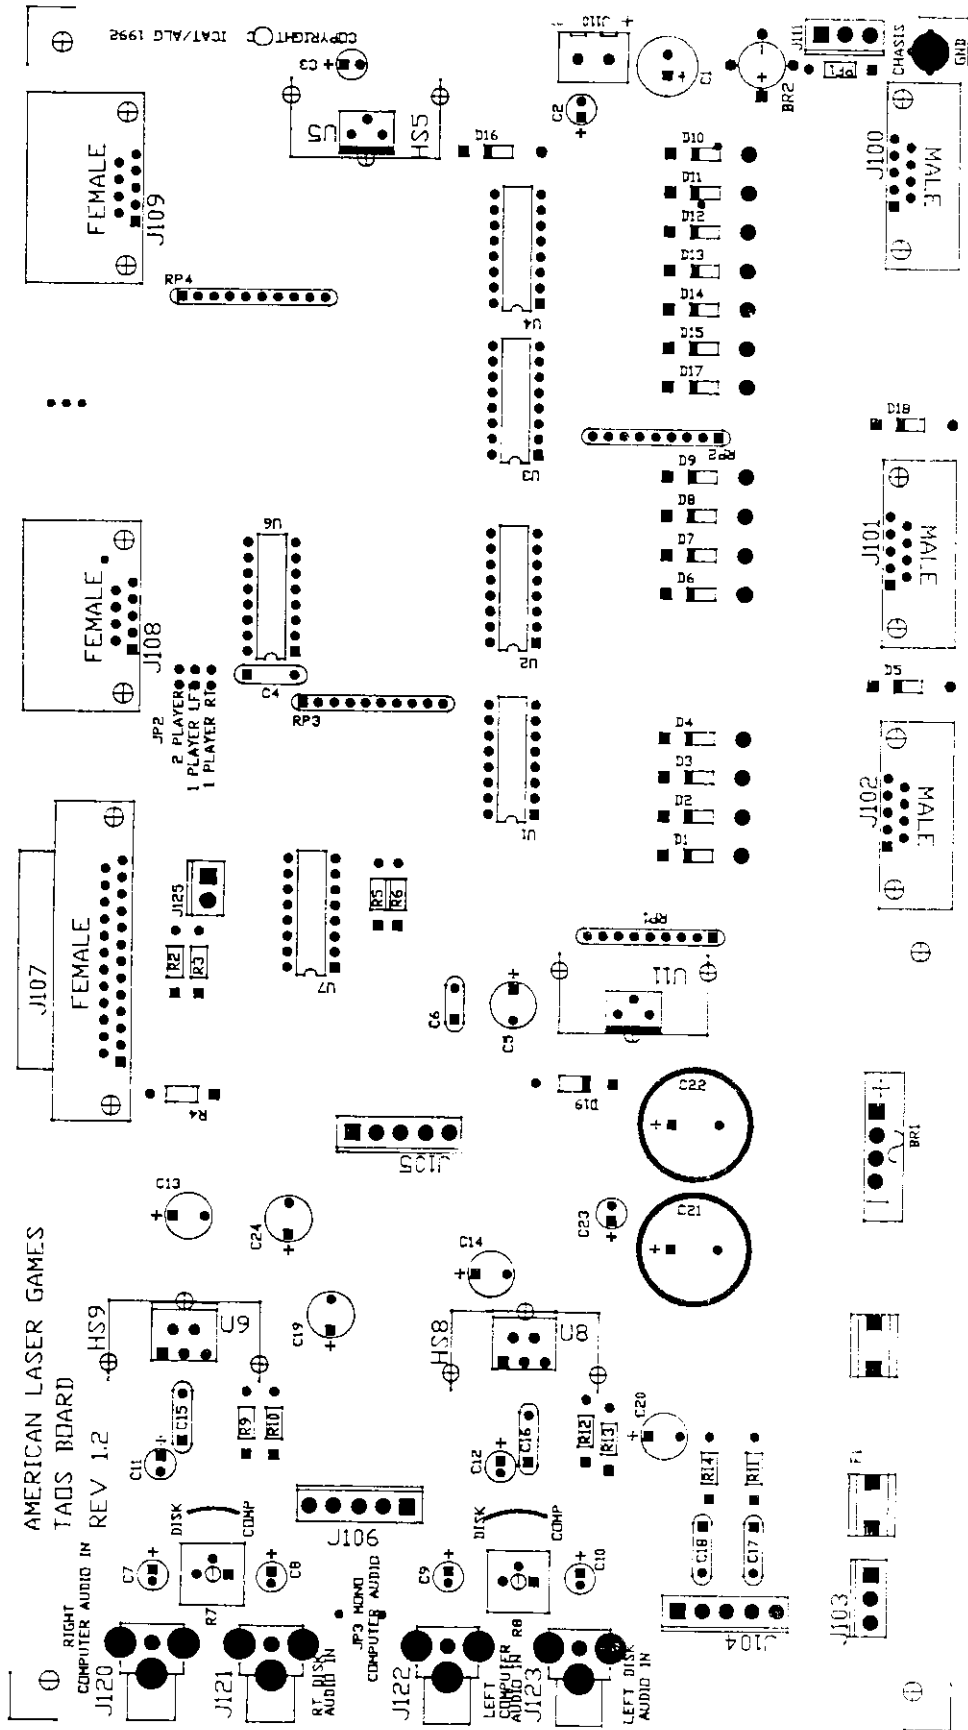 COPYRIGHT C ICAT/ALG 1992
C3
U5
HS5
J110
C2
C1
BR2
J111
CHASIS
GND
FEMALE
J109
RP4
D16
U4
U3
D10
D11
D12
D13
D14
D15
D17
RP2
D9
D8
D7
D6
J100
MALE
D18
J101
MALE
D5
J102
MALE
FEMALE
J108
U6
C4
RP3
JP2
2 PLAYER
1 PLAYER LFT
1 PLAYER RT
U2
U1
D4
D3
D2
D1
J107
FEMALE
J125
R2
R3
R5
R6
U7
R4
RP1
U11
C6
C5
D19
C22
C21
C23
BR1
J105
C13
C24
C14
C19
AMERICAN LASER GAMES
TAOS BOARD
REV 1.2
HS9
U9
HS8
U8
C15
C11
R9
R10
C16
C12
R12
R13
C20
R14
R11
F1
DISK
COMP
J106
DISK
COMP
C7
R7
C8
C9
R8
C10
C18
C17
J104
J103
RIGHT
COMPUTER AUDIO IN
J120
J121
RT DISK
AUDIO IN
JP3 MONO
COMPUTER AUDIO
J122
LEFT
COMPUTER
AUDIO IN
J123
LEFT DISK
AUDIO IN